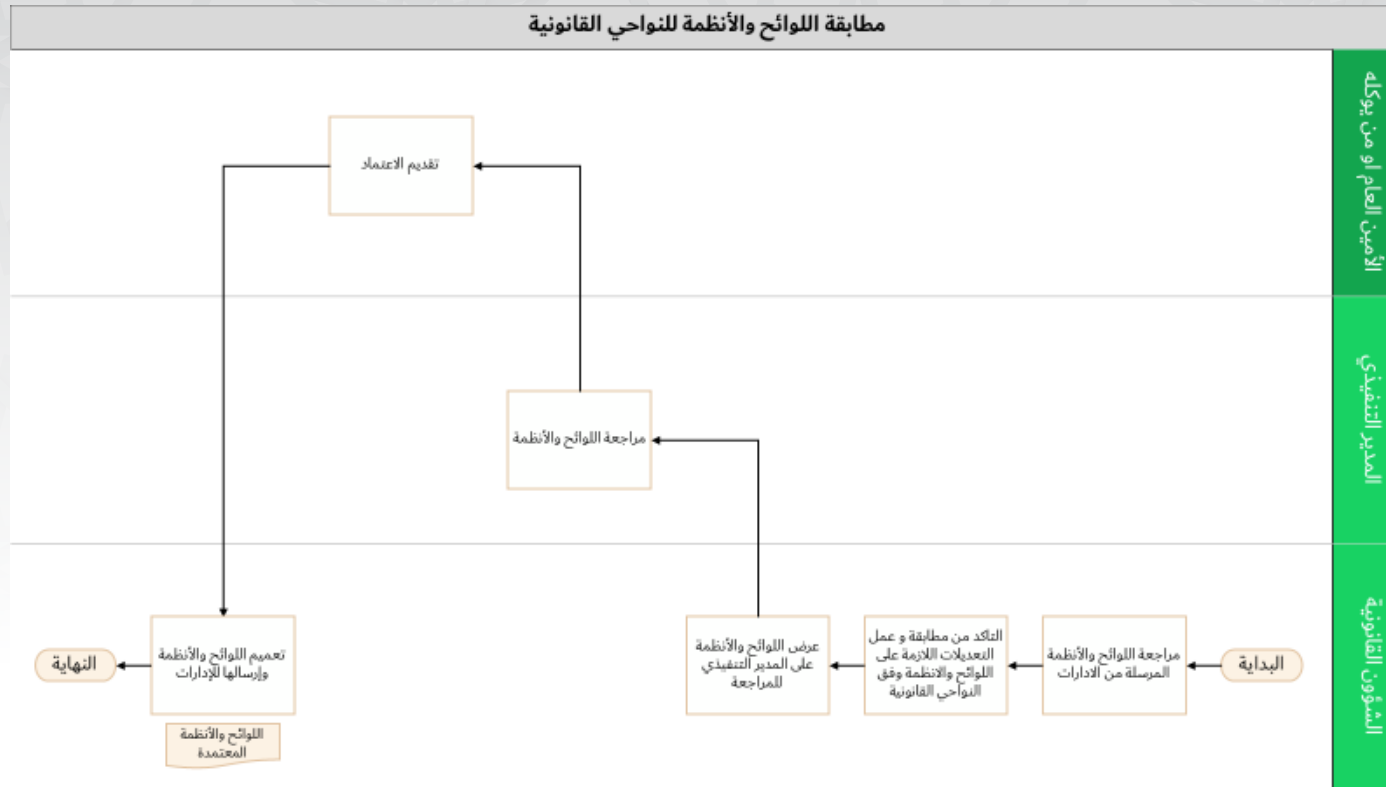 مطابقة اللوائح والأنظمة للنواحي القانونية
الأمين العام او من يوكله
تقديم الاعتماد
المدير التنفيذي
مراجعة اللوائح والأنظمة
الشؤون القانونية
البداية
مراجعة اللوائح والأنظمة
المرسلة من الادارات
التاكد من مطابقة و عمل
التعديلات اللازمة على
اللوائح والانظمة وفق
النواحي القانونية
عرض اللوائح والأنظمة
على المدير التنفيذي
للمراجعة
تعميم اللوائح والأنظمة
وإرسالها للإدارات
النهاية
اللوائح والأنظمة
المعتمدة